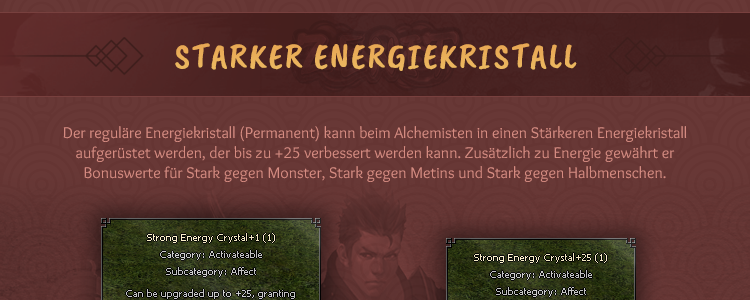 STARKER ENERGIEKRISTALL
Der reguläre Energiekristall (Permanent) kann beim Alchemisten in einen Stärkeren Energiekristall
aufgerüstet werden, der bis zu +25 verbessert werden kann. Zusätzlich zu Energie gewährt er
Bonuswerte für Stark gegen Monster, Stark gegen Metins und Stark gegen Halbmenschen.
Strong Energy Crystal+1 (1)
Category: Activateable
Subcategory: Affect
Can be upgraded up to +25, granting
Strong Energy Crystal+25 (1)
Category: Activateable
Subcategory: Affect